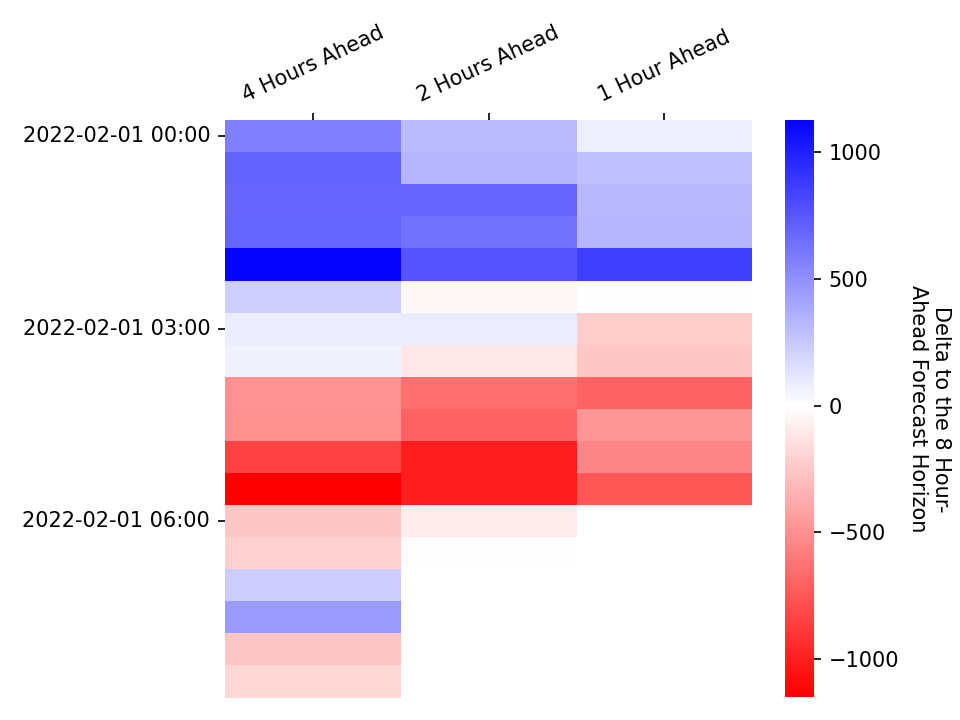 4 Hours Ahead
2 Hours Ahead
1 Hour Ahead
2022-02-01 00:00
2022-02-01 03:00
2022-02-01 06:00
1000
500
0
−500
−1000
Delta to the 8 Hour-
Ahead Forecast Horizon